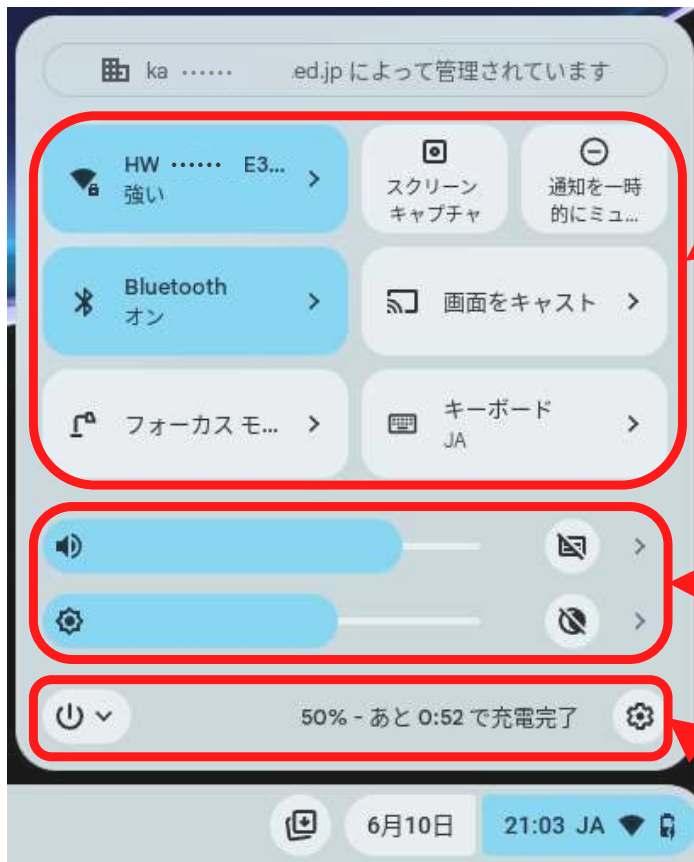 ka ...... .ed.jp によって管理されています
HW ...... E3...
強い
スクリーン
キャプチャ
通知を一時
的にミュ...
Bluetooth
オン
画面をキャスト
フォーカス モ...
キーボード
JA
50% - あと 0:52 で充電完了
6月10日
21:03 JA